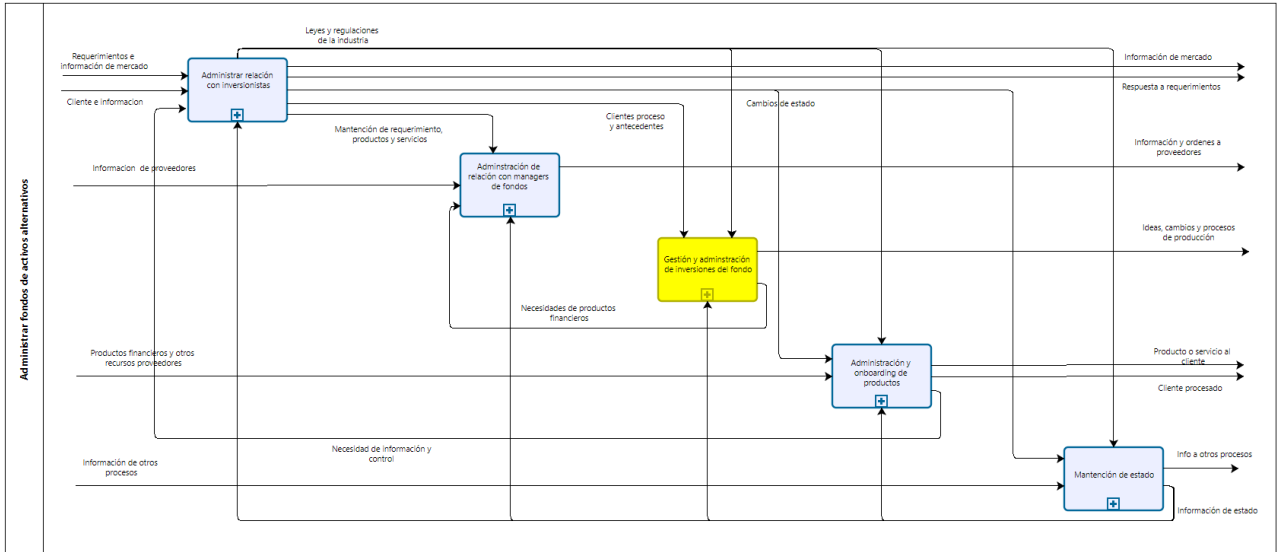 Administrar fondos de activos alternativos
Leyes y regulaciones
de la industria
Requerimientos e
información de mercado
Administrar relación
con inversionistas
Información de mercado
Respuesta a requerimientos
Cliente e informacion
Cambios de estado
Clientes proceso
y antecedentes
Mantención de requerimiento,
productos y servicios
Información y ordenes a
proveedores
Informacion  de proveedores
Adminstración de
relación con managers
de fondos
Ideas, cambios y procesos
de producción
Gestión y adminstración
de inversiones del fondo
Necesidades de productos
financieros
Productos financieros y otros
recursos proveedores
Administración y
onboarding de
productos
Producto o servicio al
cliente
Cliente procesado
Necesidad de información y
control
Información de otros
procesos
Mantención de estado
Info a otros procesos
Información de estado